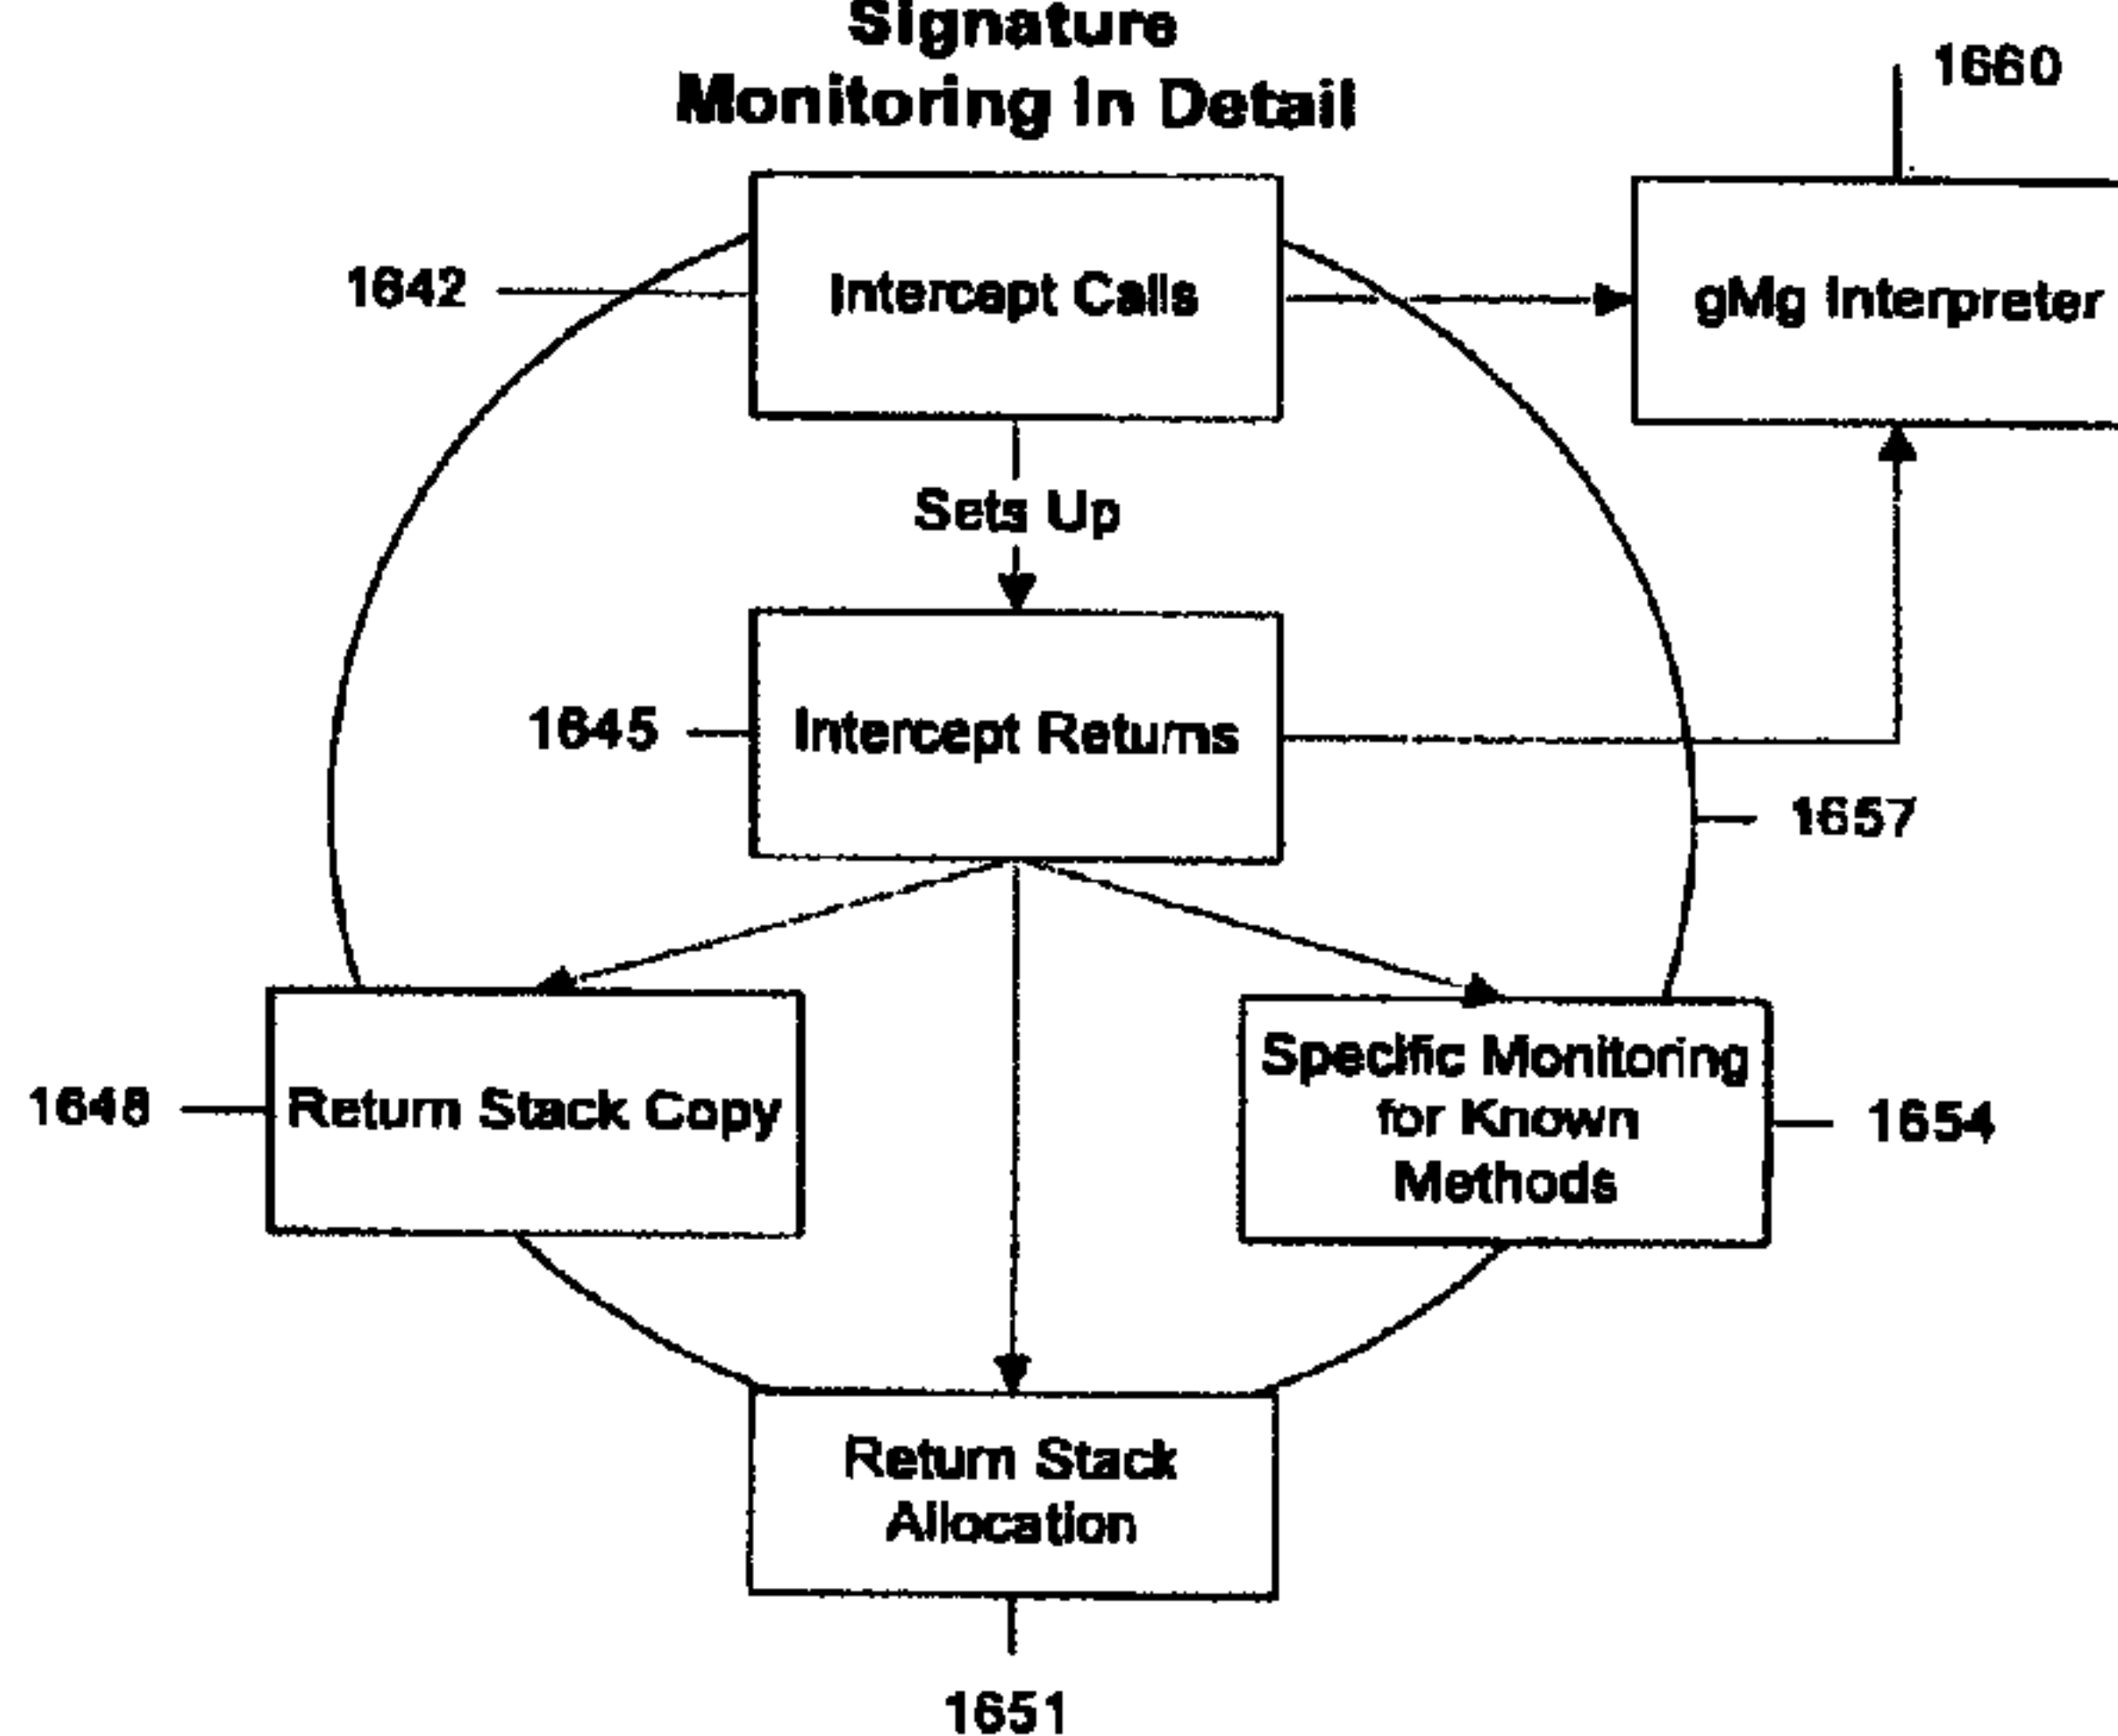 Signature
Monitoring In Detail
1660
1642
Intercept Calls
gMg Interpreter
Sets Up
1645
Intercept Returns
1657
1648
Return Stack Copy
Specific Monitoring
for Known
Methods
1654
Return Stack
Allocation
1651